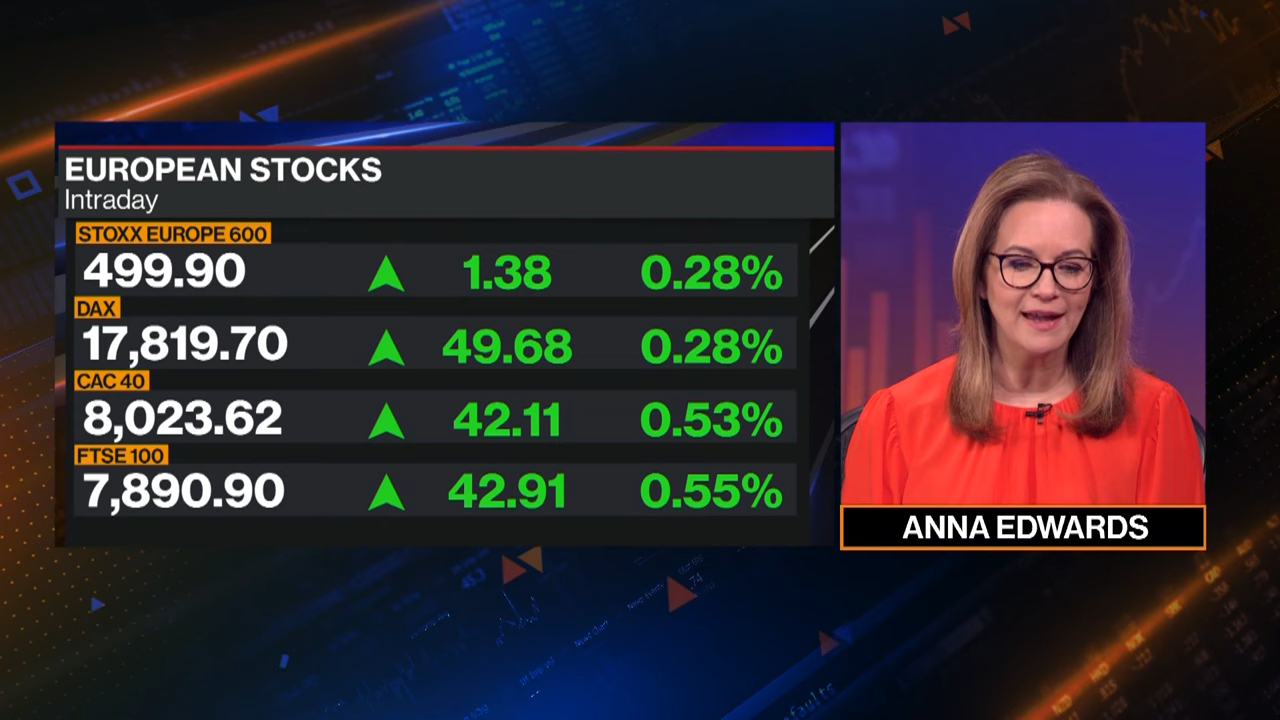 EUROPEAN STOCKS
Intraday
STOXX EUROPE 600
499.90 1.38 0.28%
DAX
17,819.70 49.68 0.28%
CAC 40
8,023.62 42.11 0.53%
FTSE 100
7,890.90 42.91 0.55%
ANNA EDWARDS